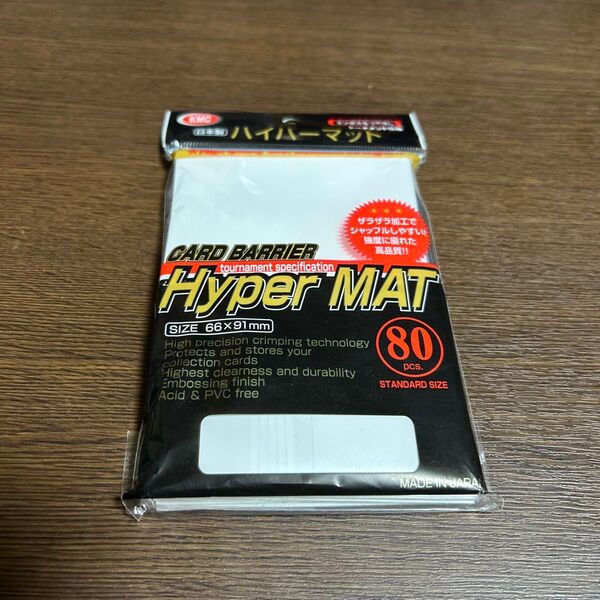 KMC
日本製
ハイパーマット
ザラザラ加工で
シャッフルしやすい!!
強度に優れた
高品質!!
CARD BARRIER
tournament specification
Hyper MAT
SIZE 66×91mm
High precision crimping technology
Protects and stores your
collection cards
Highest clearness and durability
Embossing finish
Acid & PVC free
80
pcs.
STANDARD SIZE
MADE IN JAPAN